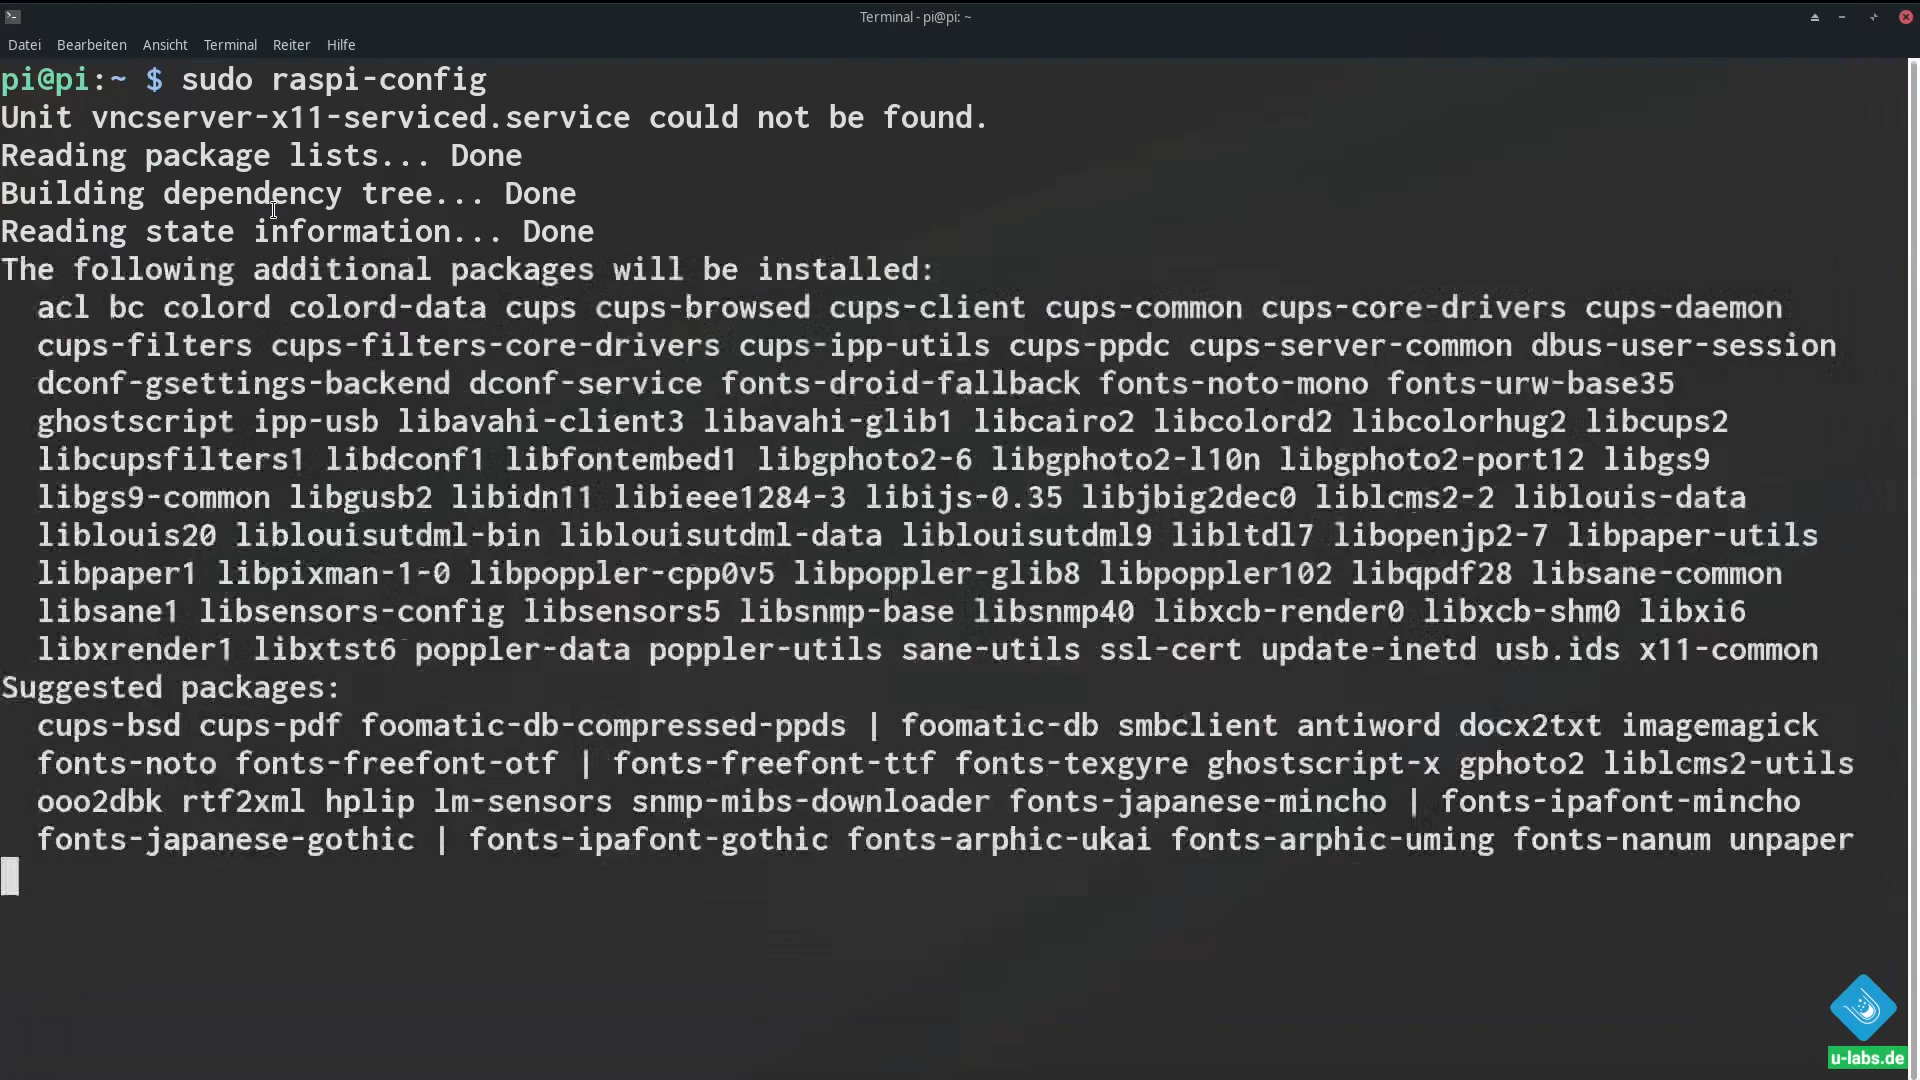 Terminal - pi@pi: ~
Datei Bearbeiten Ansicht Terminal Reiter Hilfe
pi@pi:~ $ sudo raspi-config
Unit vncserver-x11-serviced.service could not be found.
Reading package lists... Done
Building dependency tree... Done
Reading state information... Done
The following additional packages will be installed:
acl bc colord colord-data cups cups-browsed cups-client cups-common cups-core-drivers cups-daemon
cups-filters cups-filters-core-drivers cups-ipp-utils cups-ppdc cups-server-common dbus-user-session
dconf-gsettings-backend dconf-service fonts-droid-fallback fonts-noto-mono fonts-urw-base35
ghostscript ipp-usb libavahi-client3 libavahi-glib1 libcairo2 libcolord2 libcolorhug2 libcups2
libcupsfilters1 libdconf1 libfontembed1 libgphoto2-6 libgphoto2-l10n libgphoto2-port12 libgs9
libgs9-common libgusb2 libidn11 libieee1284-3 libijs-0.35 libjbig2dec0 liblcms2-2 liblouis-data
liblouis20 liblouisutdml-bin liblouisutdml-data liblouisutdml9 libltdl7 libopenjp2-7 libpaper-utils
libpaper1 libpixman-1-0 libpoppler-cpp0v5 libpoppler-glib8 libpoppler102 libqpdf28 libsane-common
libsane1 libsensors-config libsensors5 libsnmp-base libsnmp40 libxcb-render0 libxcb-shm0 libxi6
libxrender1 libxtst6 poppler-data poppler-utils sane-utils ssl-cert update-inetd usb.ids x11-common
Suggested packages:
cups-bsd cups-pdf foomatic-db-compressed-ppds | foomatic-db smbclient antiword docx2txt imagemagick
fonts-noto fonts-freefont-otf | fonts-freefont-ttf fonts-texgyre ghostscript-x gphoto2 liblcms2-utils
ooo2dbk rtf2xml hplip lm-sensors snmp-mibs-downloader fonts-japanese-mincho | fonts-ipafont-mincho
fonts-japanese-gothic | fonts-ipafont-gothic fonts-arphic-ukai fonts-arphic-uming fonts-nanum unpaper
u-labs.de